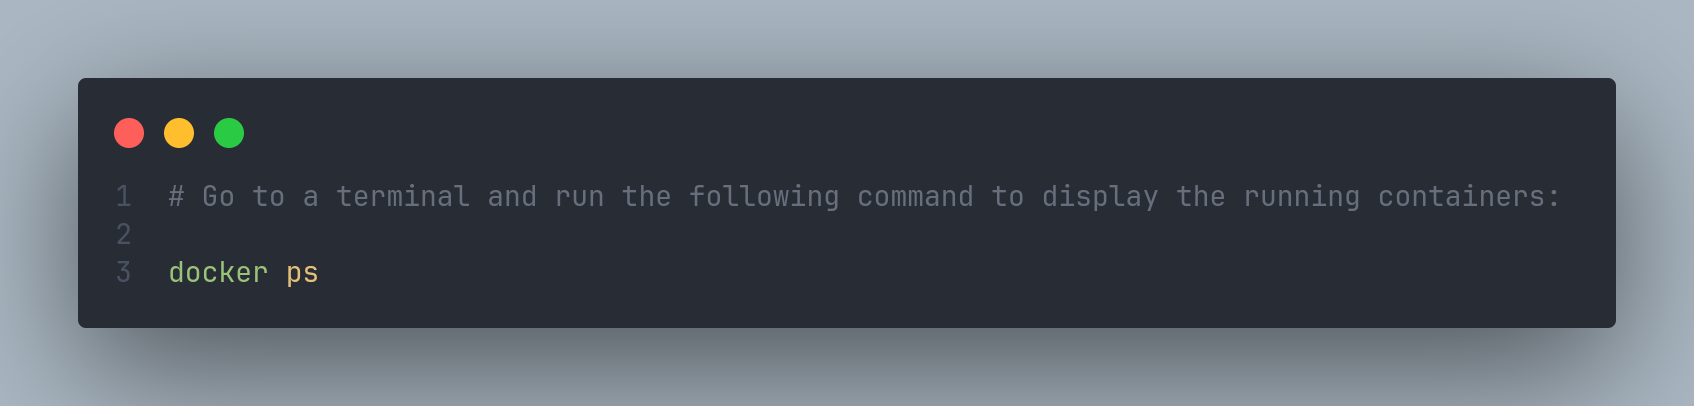 1 # Go to a terminal and run the following command to display the running containers:
2
3 docker ps